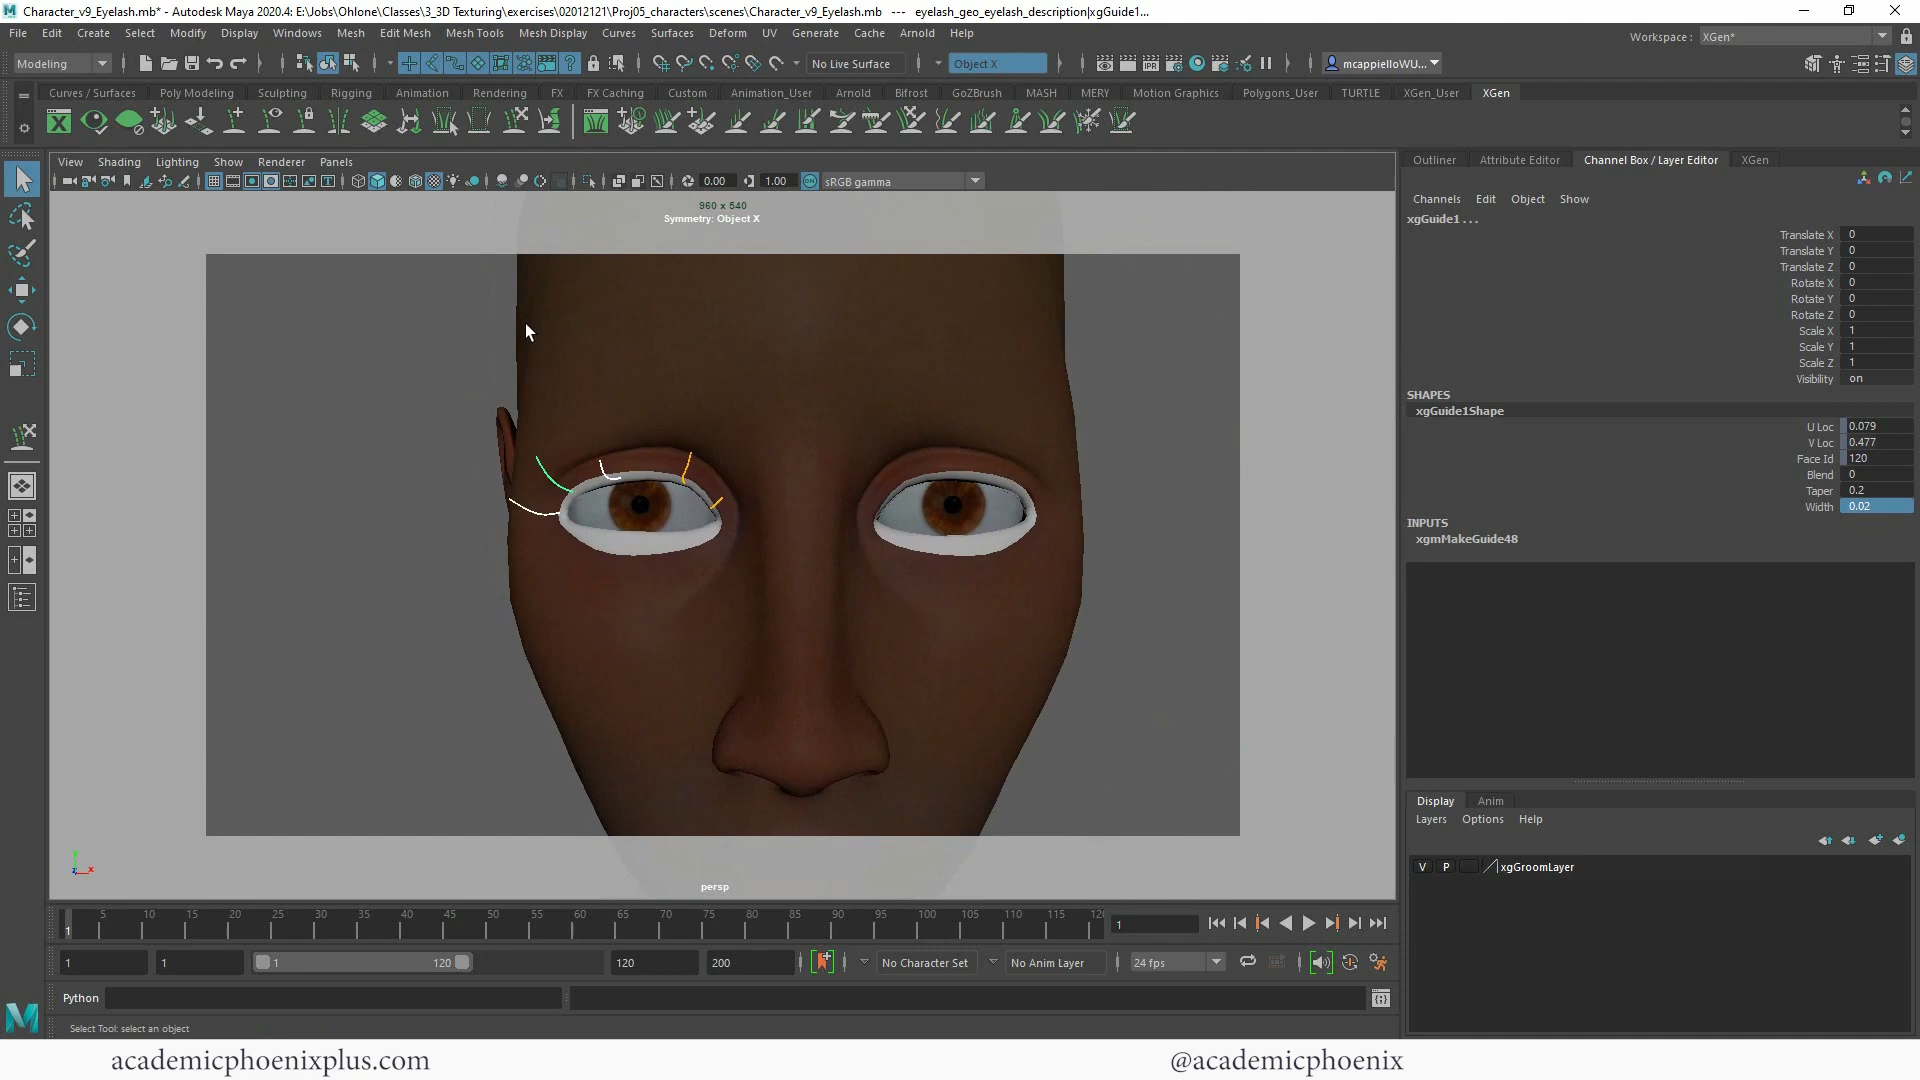 Character_v9_Eyelash.mb* - Autodesk Maya 2020.4: E:\Jobs\Ohlone\Classes\3_3D Texturing\exercises\02012121\Proj05_characters\scenes\Character_v9_Eyelash.mb --- eyelash_geo_eyelash_description|xgGuide1...
File Edit Create Select Modify Display Windows Mesh Edit Mesh Mesh Tools Mesh Display Curves Surfaces Deform UV Generate Cache Arnold Help
Workspace : XGen*
Modeling No Live Surface Object X IPR mcappielloWU...
Curves / Surfaces Poly Modeling Sculpting Rigging Animation Rendering FX FX Caching Custom Animation_User Arnold Bifrost GoZBrush MASH MERY Motion Graphics Polygons_User TURTLE XGen_User XGen
View Shading Lighting Show Renderer Panels
0.00 1.00 ON sRGB gamma
960 x 540
Symmetry: Object X
persp
Outliner Attribute Editor Channel Box / Layer Editor XGen
Channels Edit Object Show
xgGuide1 ...
Translate X 0
Translate Y 0
Translate Z 0
Rotate X 0
Rotate Y 0
Rotate Z 0
Scale X 1
Scale Y 1
Scale Z 1
Visibility on
SHAPES
xgGuide1Shape
U Loc 0.079
V Loc 0.477
Face Id 120
Blend 0
Taper 0.2
Width 0.02
INPUTS
xgmMakeGuide48
Display Anim
Layers Options Help
V P xgGroomLayer
5 10 15 20 25 30 35 40 45 50 55 60 65 70 75 80 85 90 95 100 105 110 115 12
1 1
1 1 1 120 120 200 No Character Set No Anim Layer 24 fps
Python
Select Tool: select an object
academicphoenixplus.com @academicphoenix